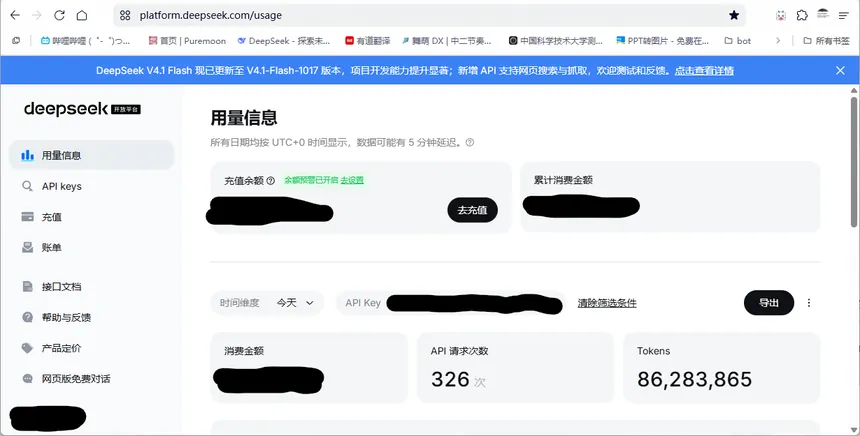 platform.deepseek.com/usage
哔哩哔哩 (゜-゜)つ... 首页 | Puremoon DeepSeek - 探索未... 有道翻译 舞萌 DX | 中二节奏... 中国科学技术大学测... PPT转图片 - 免费在... bot 所有书签
DeepSeek V4.1 Flash 现已更新至 V4.1-Flash-1017 版本，项目开发能力提升显著；新增 API 支持网页搜索与抓取，欢迎测试和反馈。点击查看详情
deepseek 开放平台
用量信息
API keys
充值
账单
接口文档
帮助与反馈
产品定价
网页版免费对话
用量信息
所有日期均按 UTC+0 时间显示，数据可能有 5 分钟延迟。
充值余额 余额预警已开启 去设置
去充值
累计消费金额
时间维度 今天 API Key 清除筛选条件 导出
消费金额
API 请求次数
326 次
Tokens
86,283,865